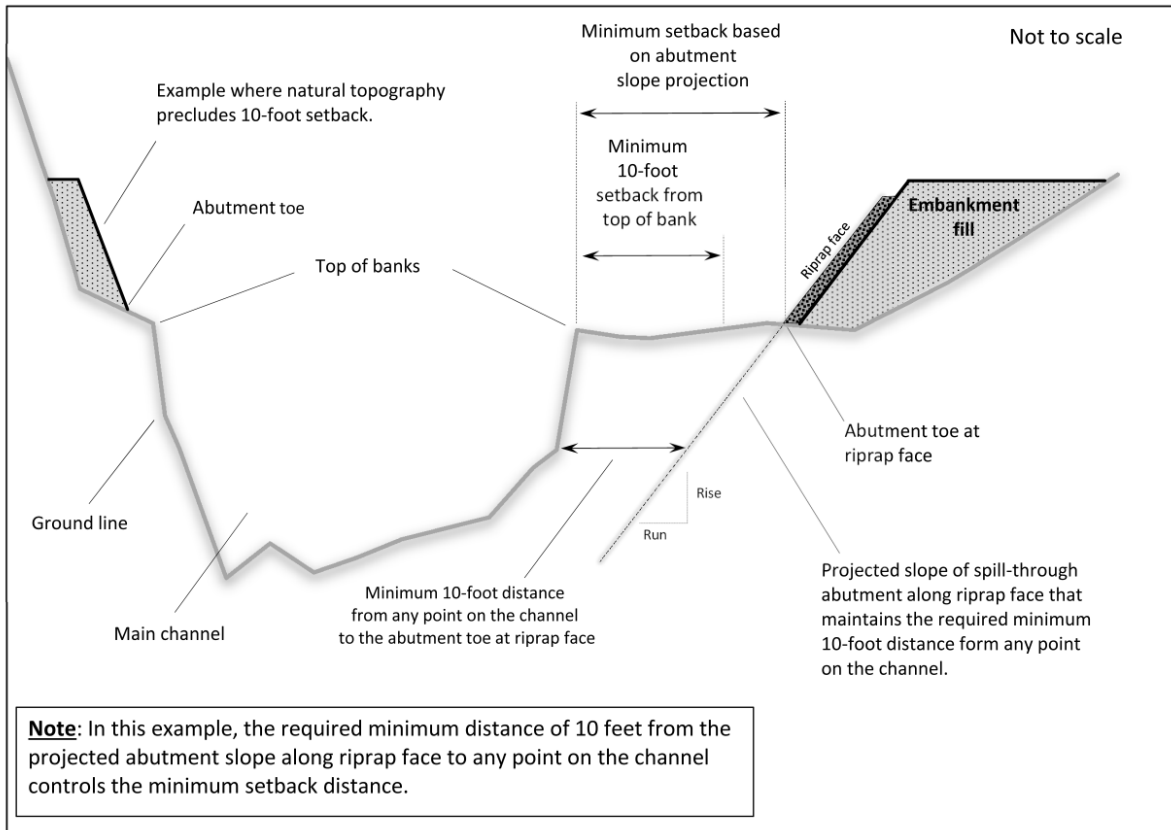 Minimum setback based
on abutment
slope projection
Not to scale
Example where natural topography
precludes 10-foot setback.
Minimum
10-foot
setback from
top of bank
Abutment toe
Embankment
fill
Riprap face
Top of banks
Abutment toe at
riprap face
Rise
Run
Ground line
Main channel
Minimum 10-foot distance
from any point on the channel
to the abutment toe at riprap face
Projected slope of spill-through
abutment along riprap face that
maintains the required minimum
10-foot distance form any point
on the channel.
Note: In this example, the required minimum distance of 10 feet from the
projected abutment slope along riprap face to any point on the channel
controls the minimum setback distance.